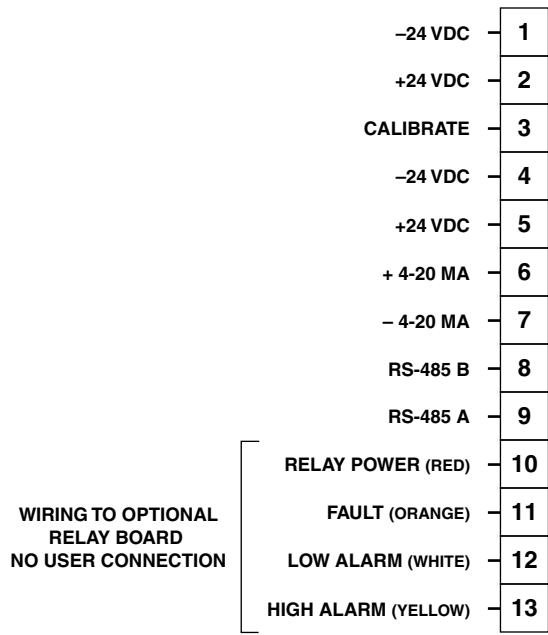 –24 VDC 1
+24 VDC 2
CALIBRATE 3
–24 VDC 4
+24 VDC 5
+ 4-20 MA 6
– 4-20 MA 7
RS-485 B 8
RS-485 A 9
RELAY POWER (RED) 10
FAULT (ORANGE) 11
LOW ALARM (WHITE) 12
HIGH ALARM (YELLOW) 13
WIRING TO OPTIONAL
RELAY BOARD
NO USER CONNECTION